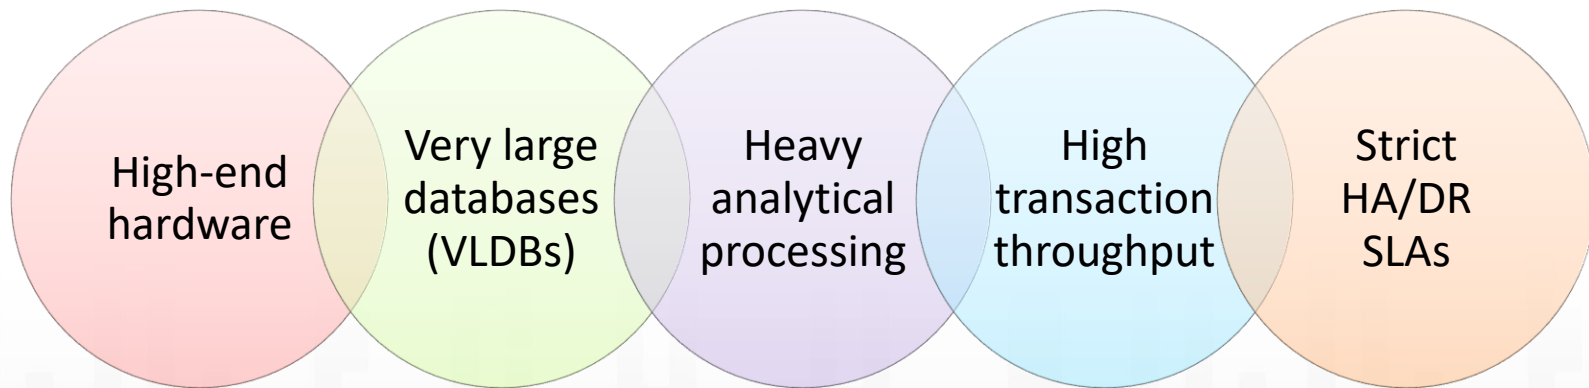 High-end
hardware
Very large
databases
(VLDBs)
Heavy
analytical
processing
High
transaction
throughput
Strict
HA/DR
SLAs